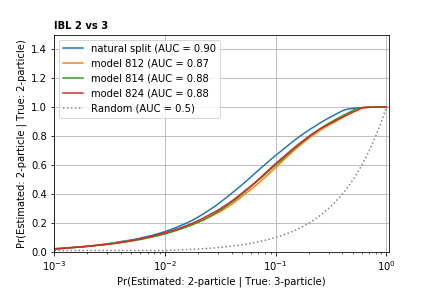 IBL 2 vs 3
Pr(Estimated: 2-particle | True: 2-particle)
1.4
1.2
1.0
0.8
0.6
0.4
0.2
0.0
natural split (AUC = 0.90
model 812 (AUC = 0.87
model 814 (AUC = 0.88
model 824 (AUC = 0.88
Random (AUC = 0.5)
10⁻³ 10⁻² 10⁻¹ 10⁰
Pr(Estimated: 2-particle | True: 3-particle)